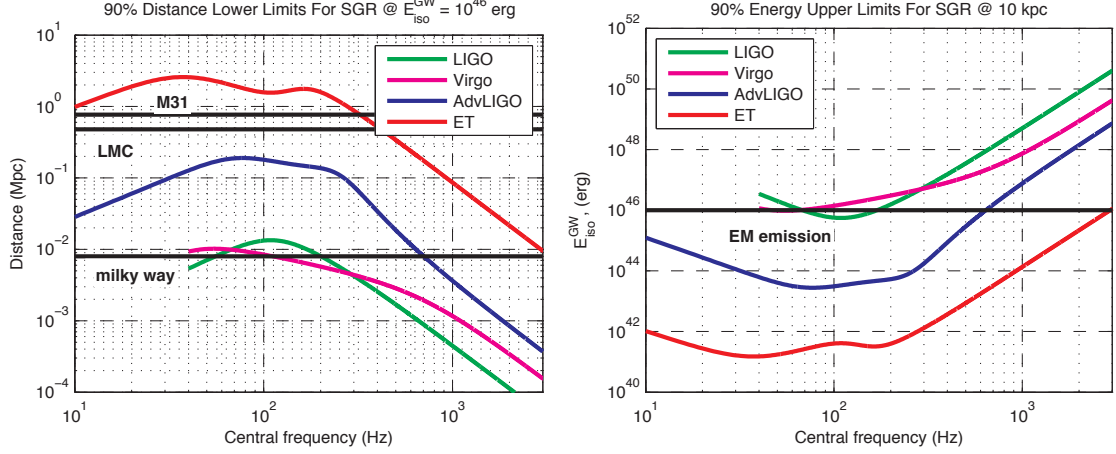 90% Distance Lower Limits For SGR @ E_iso^GW = 10^46 erg
10^1
10^0
10^-1
10^-2
10^-3
10^-4
Distance (Mpc)
M31
LMC
milky way
LIGO
Virgo
AdvLIGO
ET
10^1
10^2
10^3
Central frequency (Hz)
90% Energy Upper Limits For SGR @ 10 kpc
10^52
10^50
10^48
10^46
10^44
10^42
10^40
E_iso^GW, (erg)
LIGO
Virgo
AdvLIGO
ET
EM emission
10^1
10^2
10^3
Central frequency (Hz)